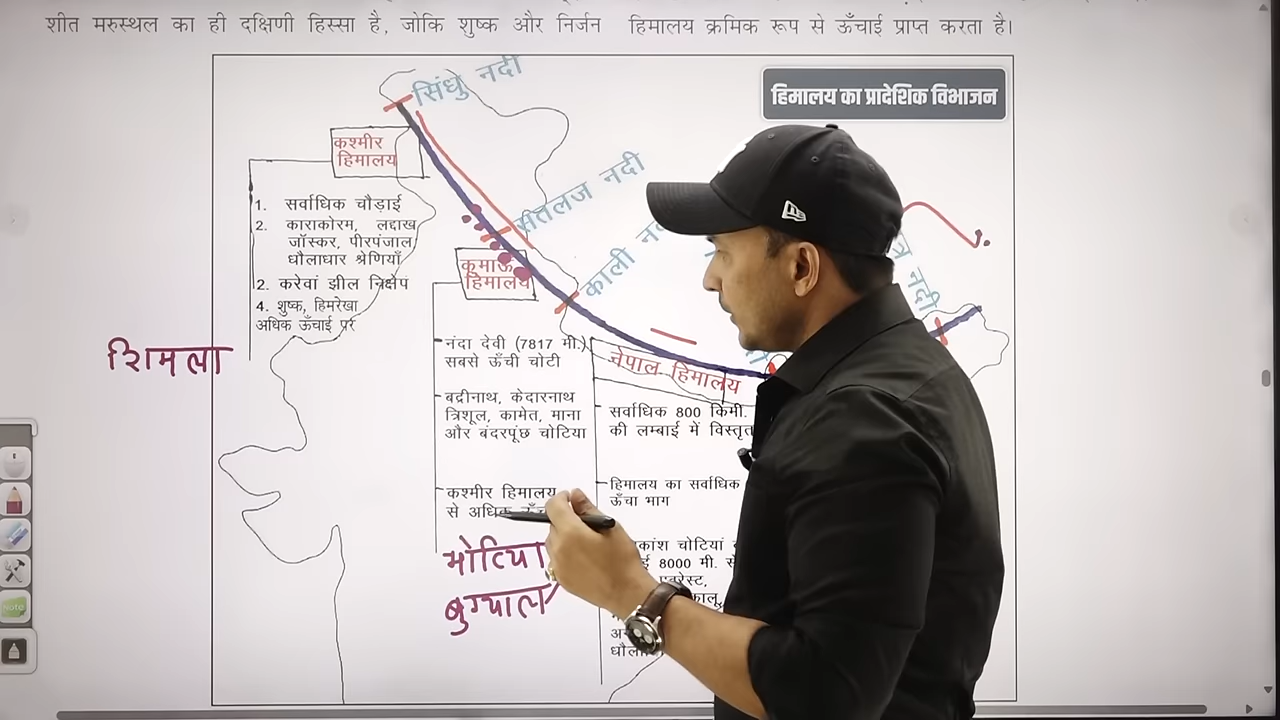 शीत मरुस्थल का ही दक्षिणी हिस्सा है, जोकि शुष्क और निर्जन हिमालय क्रमिक रूप से ऊँचाई प्राप्त करता है।
हिमालय का प्रादेशिक विभाजन
सिंधु नदी
कश्मीर
हिमालय
1. सर्वाधिक चौड़ाई
2. काराकोरम, लद्दाख
जॉस्कर, पीरपंजाल
धौलाधार श्रेणियाँ
2. करेवां झील निक्षेप
4. शुष्क, हिमरेखा
अधिक ऊँचाई पर
शिमला
सतलज नदी
कुमाऊ
हिमालय
काली
नंदा देवी (7817 मी.)
सबसे ऊँची चोटी
बद्रीनाथ, केदारनाथ
त्रिशूल, कामेत, माना
और बंदरपूंछ चोटिया
कश्मीर हिमालय
से अधिक
भोटिया
बुग्याल
नेपाल हिमालय
सर्वाधिक 800 किमी.
की लम्बाई में विस्तृत
हिमालय का सर्वाधिक
ऊँचा भाग
चोटियां
8000 मी.
नदी
Note